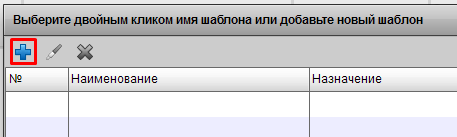 Выберите двойным кликом имя шаблона или добавьте новый шаблон
№ Наименование Назначение